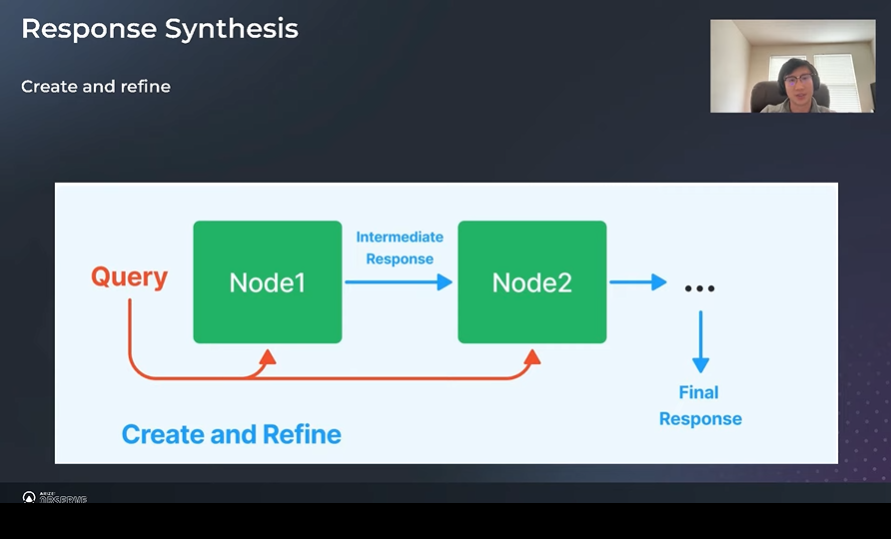 Response Synthesis
Create and refine
Intermediate
Response
Query
Node1
Node2
...
Final
Response
Create and Refine
ARIZE
OBSERVE